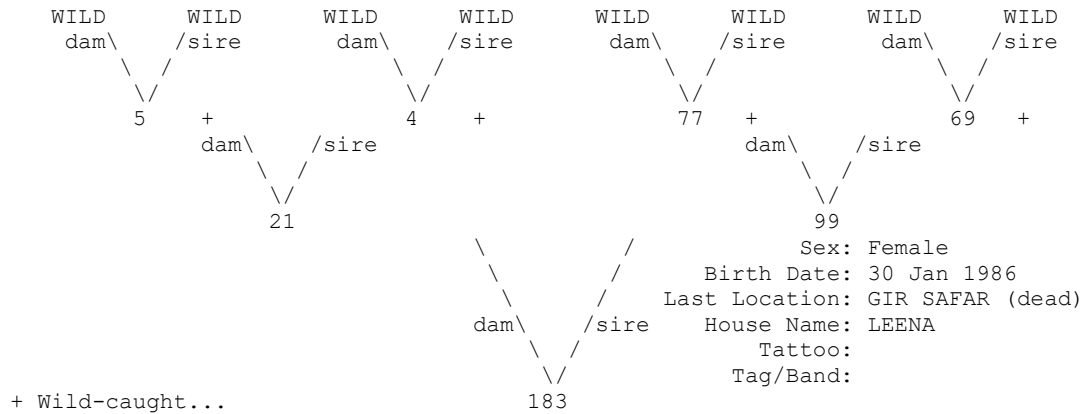 WILD WILD WILD WILD WILD WILD WILD WILD
dam\ /sire dam\ /sire dam\ /sire dam\ /sire
\ / \ / \ / \ /
\/ \/ \/ \/
5 + 4 + 77 + 69 +
dam\ /sire dam\ /sire
\ / \ /
\/ \/
21 99
\ / Sex: Female
\ / Birth Date: 30 Jan 1986
\ / Last Location: GIR SAFAR (dead)
dam\ /sire House Name: LEENA
\ / Tattoo:
\/ Tag/Band:
+ Wild-caught... 183